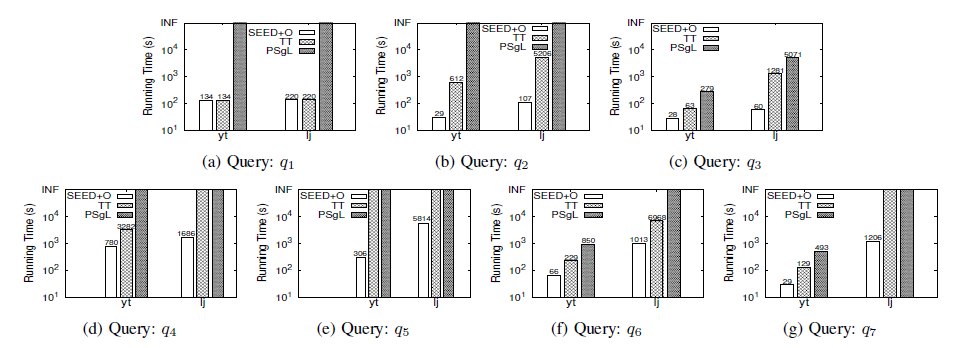 INF
10^4
10^3
10^2
10^1
Running Time (s)
SEED+O
TT
PSgL
134 134
220 220
yt lj
(a) Query: q1
INF
10^4
10^3
10^2
10^1
Running Time (s)
SEED+O
TT
PSgL
29 612
107 5206
yt lj
(b) Query: q2
INF
10^4
10^3
10^2
10^1
Running Time (s)
SEED+O
TT
PSgL
28 53 279
60 1281 5071
yt lj
(c) Query: q3
INF
10^4
10^3
10^2
10^1
Running Time (s)
SEED+O
TT
PSgL
780 3282
1686
yt lj
(d) Query: q4
INF
10^4
10^3
10^2
10^1
Running Time (s)
SEED+O
TT
PSgL
306
5814
yt lj
(e) Query: q5
INF
10^4
10^3
10^2
10^1
Running Time (s)
SEED+O
TT
PSgL
66 229 850
1013 6968
yt lj
(f) Query: q6
INF
10^4
10^3
10^2
10^1
Running Time (s)
SEED+O
TT
PSgL
29 129 493
1206
yt lj
(g) Query: q7